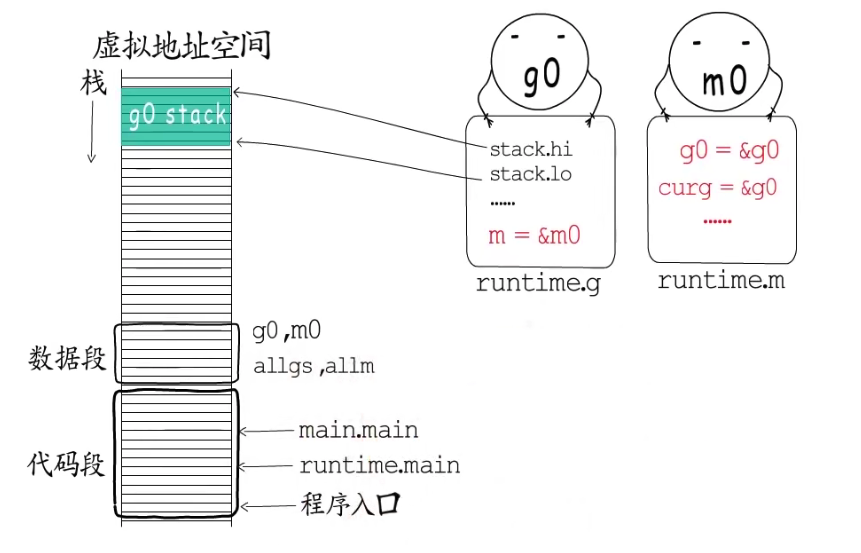 虚拟地址空间
栈
g0 stack
数据段
g0,m0
allgs,allm
代码段
main.main
runtime.main
程序入口
g0
stack.hi
stack.lo
......
m = &m0
runtime.g
m0
g0 = &g0
curg = &g0
......
runtime.m